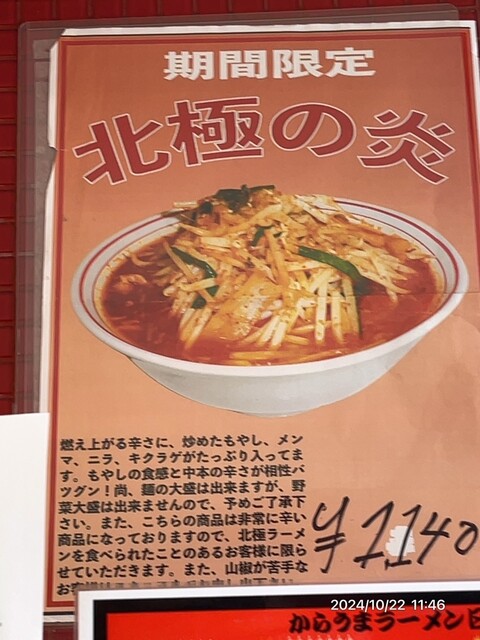 期間限定
北極の炎
燃え上がる辛さに、炒めたもやし、メン
マ、ニラ、キクラゲがたっぷり入ってま
す。もやしの食感と中本の辛さが相性バ
ツグン！尚、麺の大盛は出来ますが、野
菜大盛は出来ませんので、予めご了承下
さい。また、こちらの商品は非常に辛い
商品になっておりますので、北極ラーメ
ンを食べられたことのあるお客様に限ら
せていただきます。また、山椒が苦手な
¥1140
2024/10/22 11:46
からうまラーメン